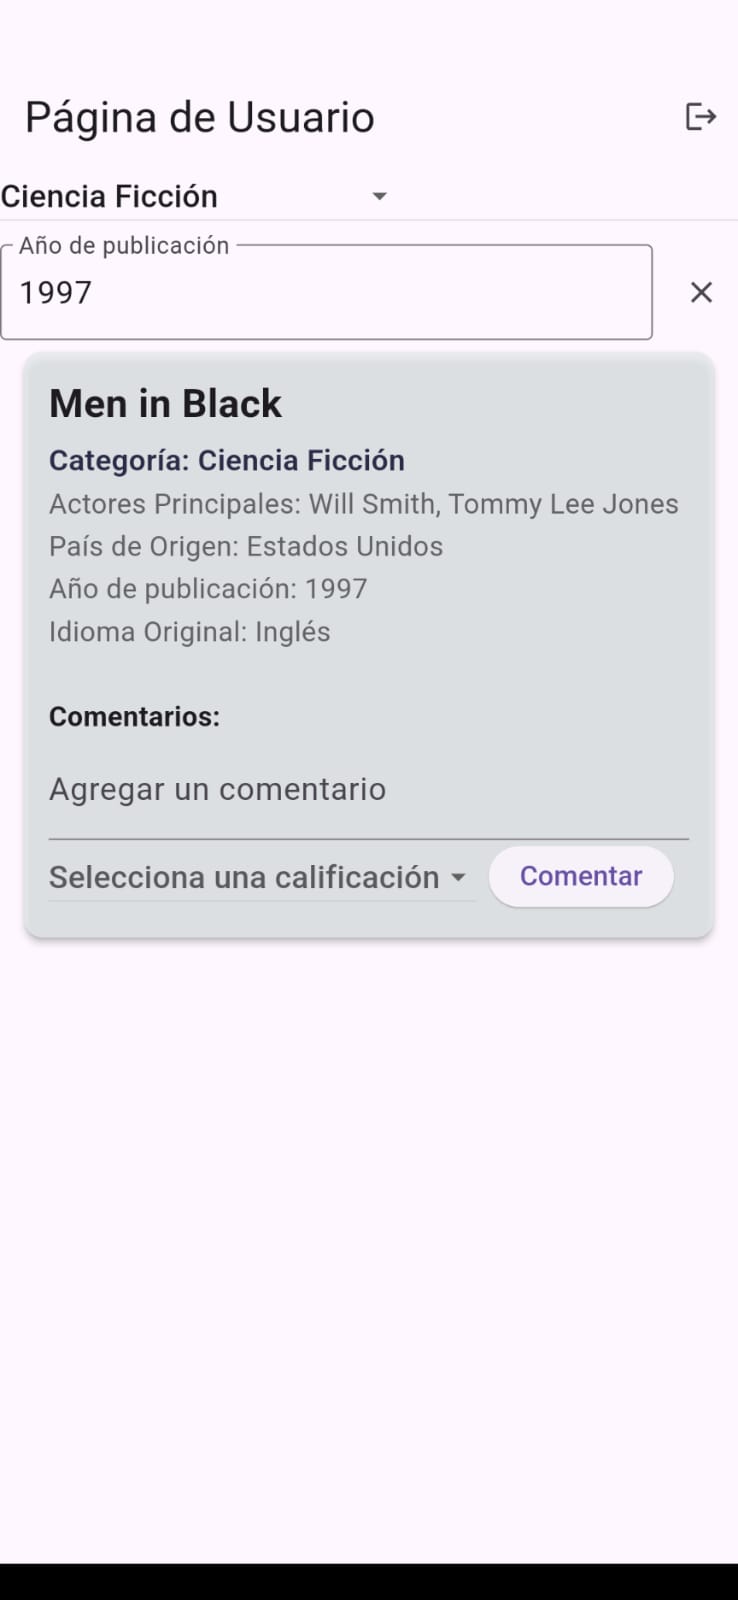 Página de Usuario
Ciencia Ficción
Año de publicación
1997
Men in Black
Categoría: Ciencia Ficción
Actores Principales: Will Smith, Tommy Lee Jones
País de Origen: Estados Unidos
Año de publicación: 1997
Idioma Original: Inglés
Comentarios:
Agregar un comentario
Selecciona una calificación
Comentar